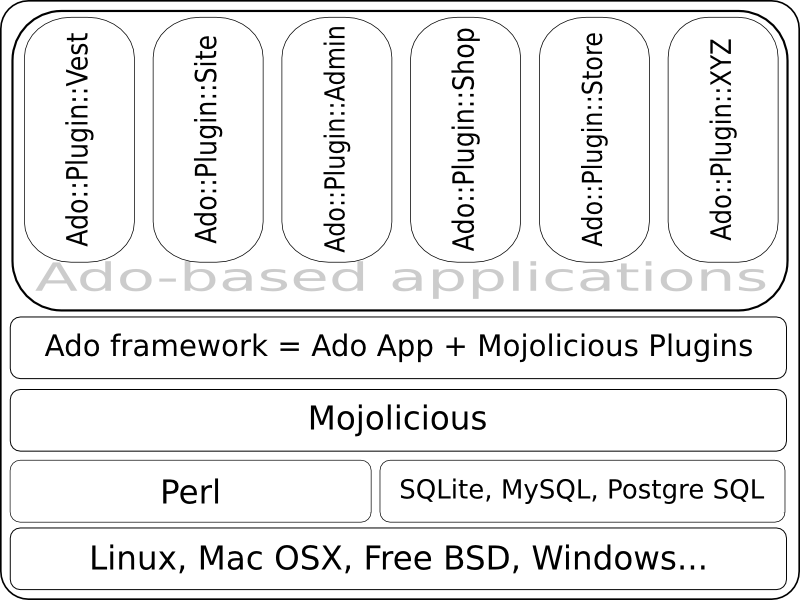 Ado::Plugin::Vest
Ado::Plugin::Site
Ado::Plugin::Admin
Ado::Plugin::Shop
Ado::Plugin::Store
Ado::Plugin::XYZ
Ado-based applications
Ado framework = Ado App + Mojolicious Plugins
Mojolicious
Perl
SQLite, MySQL, Postgre SQL
Linux, Mac OSX, Free BSD, Windows...